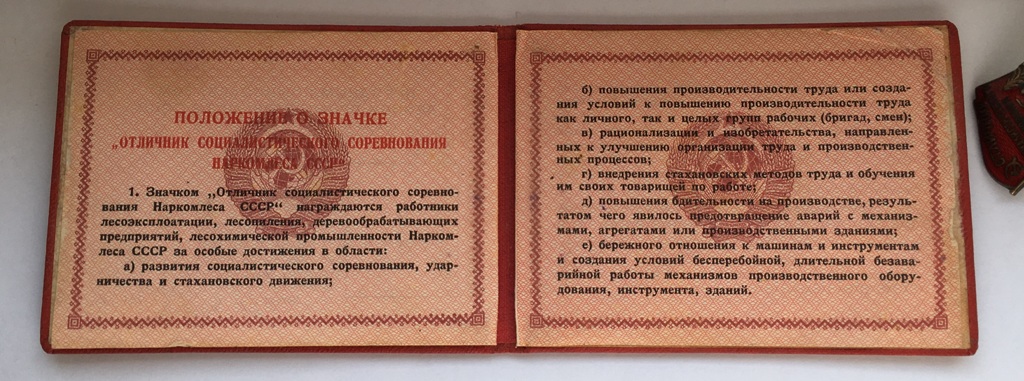 ПОЛОЖЕНИЕ О ЗНАЧКЕ
„ОТЛИЧНИК СОЦИАЛИСТИЧЕСКОГО СОРЕВНОВАНИЯ
НАРКОМЛЕСА СССР“
1. Значком „Отличник социалистического соревно-
вания Наркомлеса СССР“ награждаются работники
лесоэксплоатации, лесопиления, деревообрабатывающих
предприятий, лесохимической промышленности Нарком-
леса СССР за особые достижения в области:
а) развития социалистического соревнования, удар-
ничества и стахановского движения;
б) повышения производительности труда или созда-
ния условий к повышению производительности труда
как личного, так и целых групп рабочих (бригад, смен);
в) рационализации и изобретательства, направлен-
ных к улучшению организации труда и производствен-
ных процессов;
г) внедрения стахановских методов труда и обучения
им своих товарищей по работе;
д) повышения бдительности на производстве, резуль-
татом чего явилось предотвращение аварий с механиз-
мами, агрегатами или производственными зданиями;
е) бережного отношения к машинам и инструментам
и создания условий бесперебойной, длительной безава-
рийной работы механизмов производственного обору-
дования, инструмента, зданий.